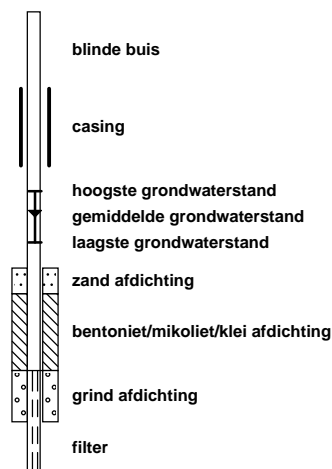 blinde buis
casing
hoogste grondwaterstand
gemiddelde grondwaterstand
laagste grondwaterstand
zand afdichting
bentoniet/mikoliet/klei afdichting
grind afdichting
filter